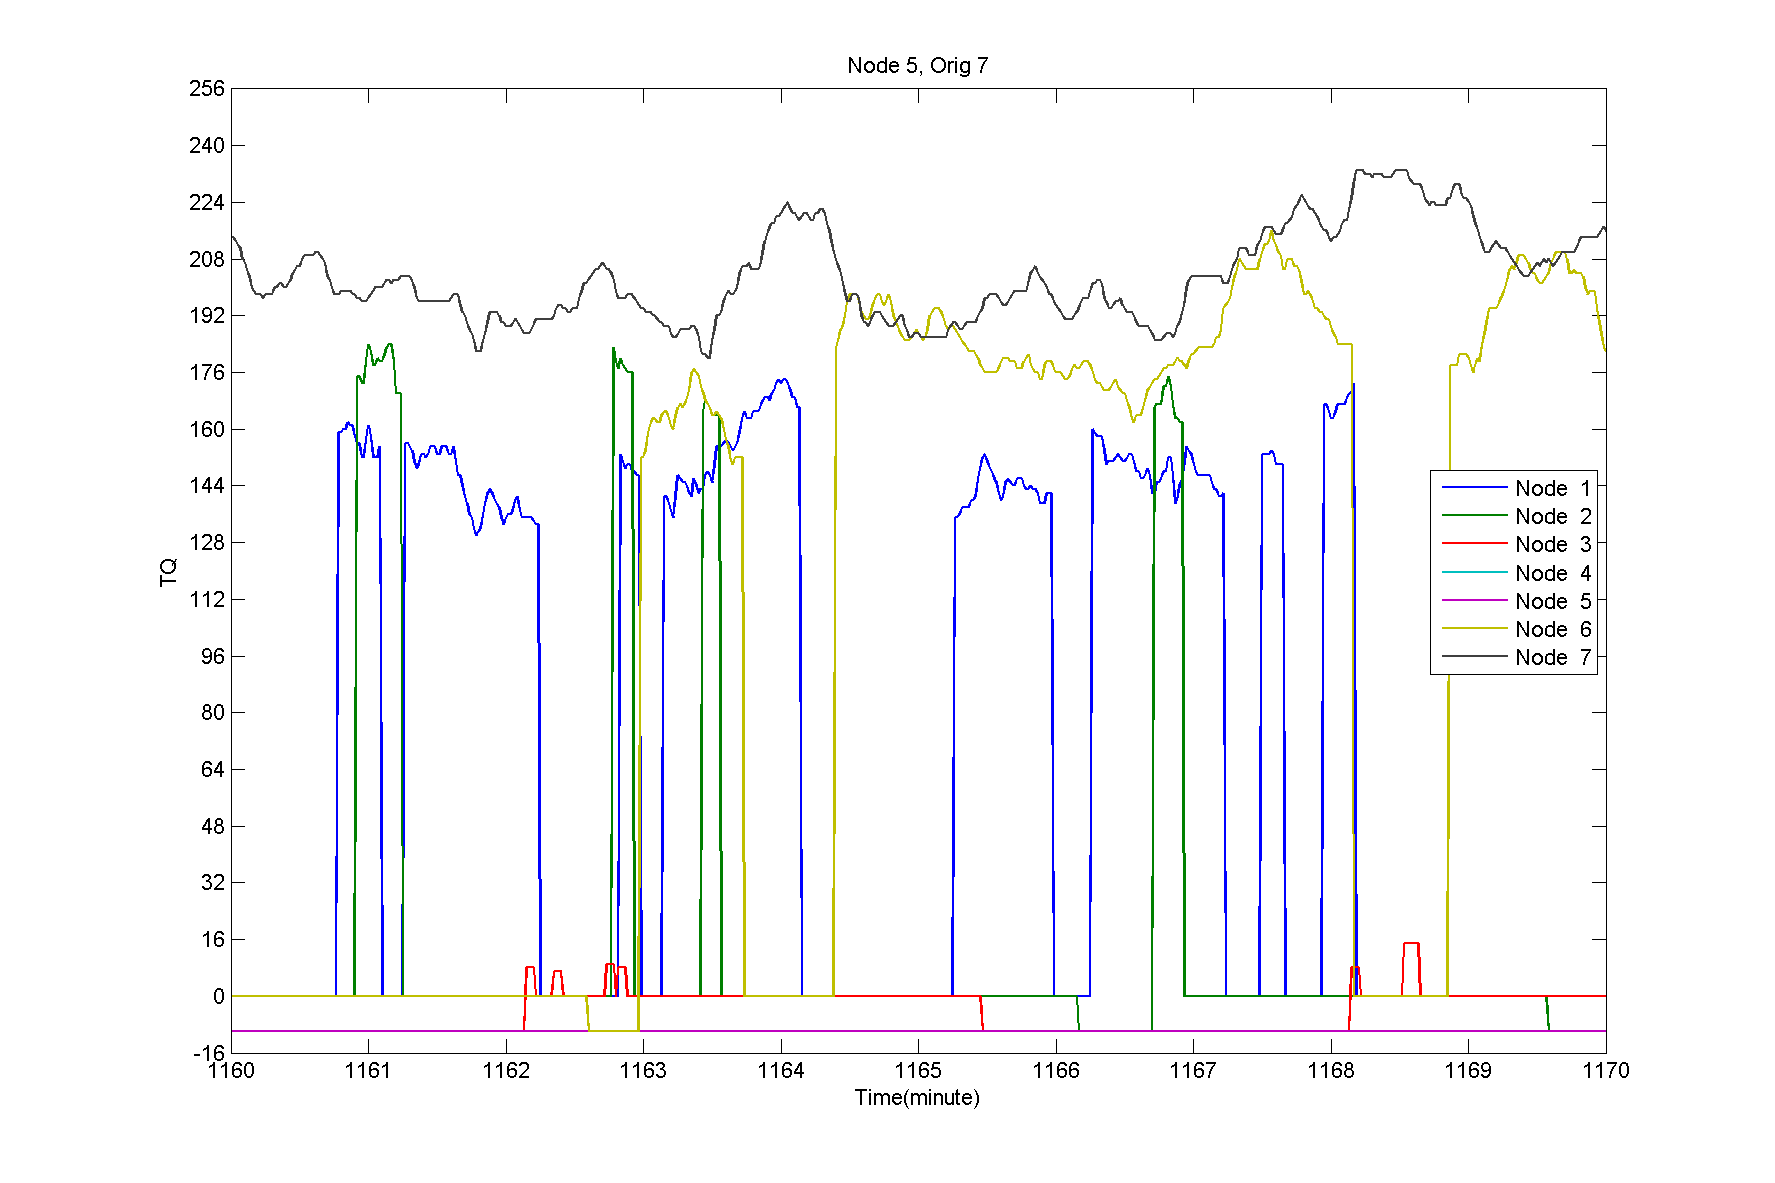 Node 5, Orig 7
256
240
224
208
192
176
160
144
128
112
96
80
64
48
32
16
0
-16
TQ
Node 1
Node 2
Node 3
Node 4
Node 5
Node 6
Node 7
1160 1161 1162 1163 1164 1165 1166 1167 1168 1169 1170
Time(minute)